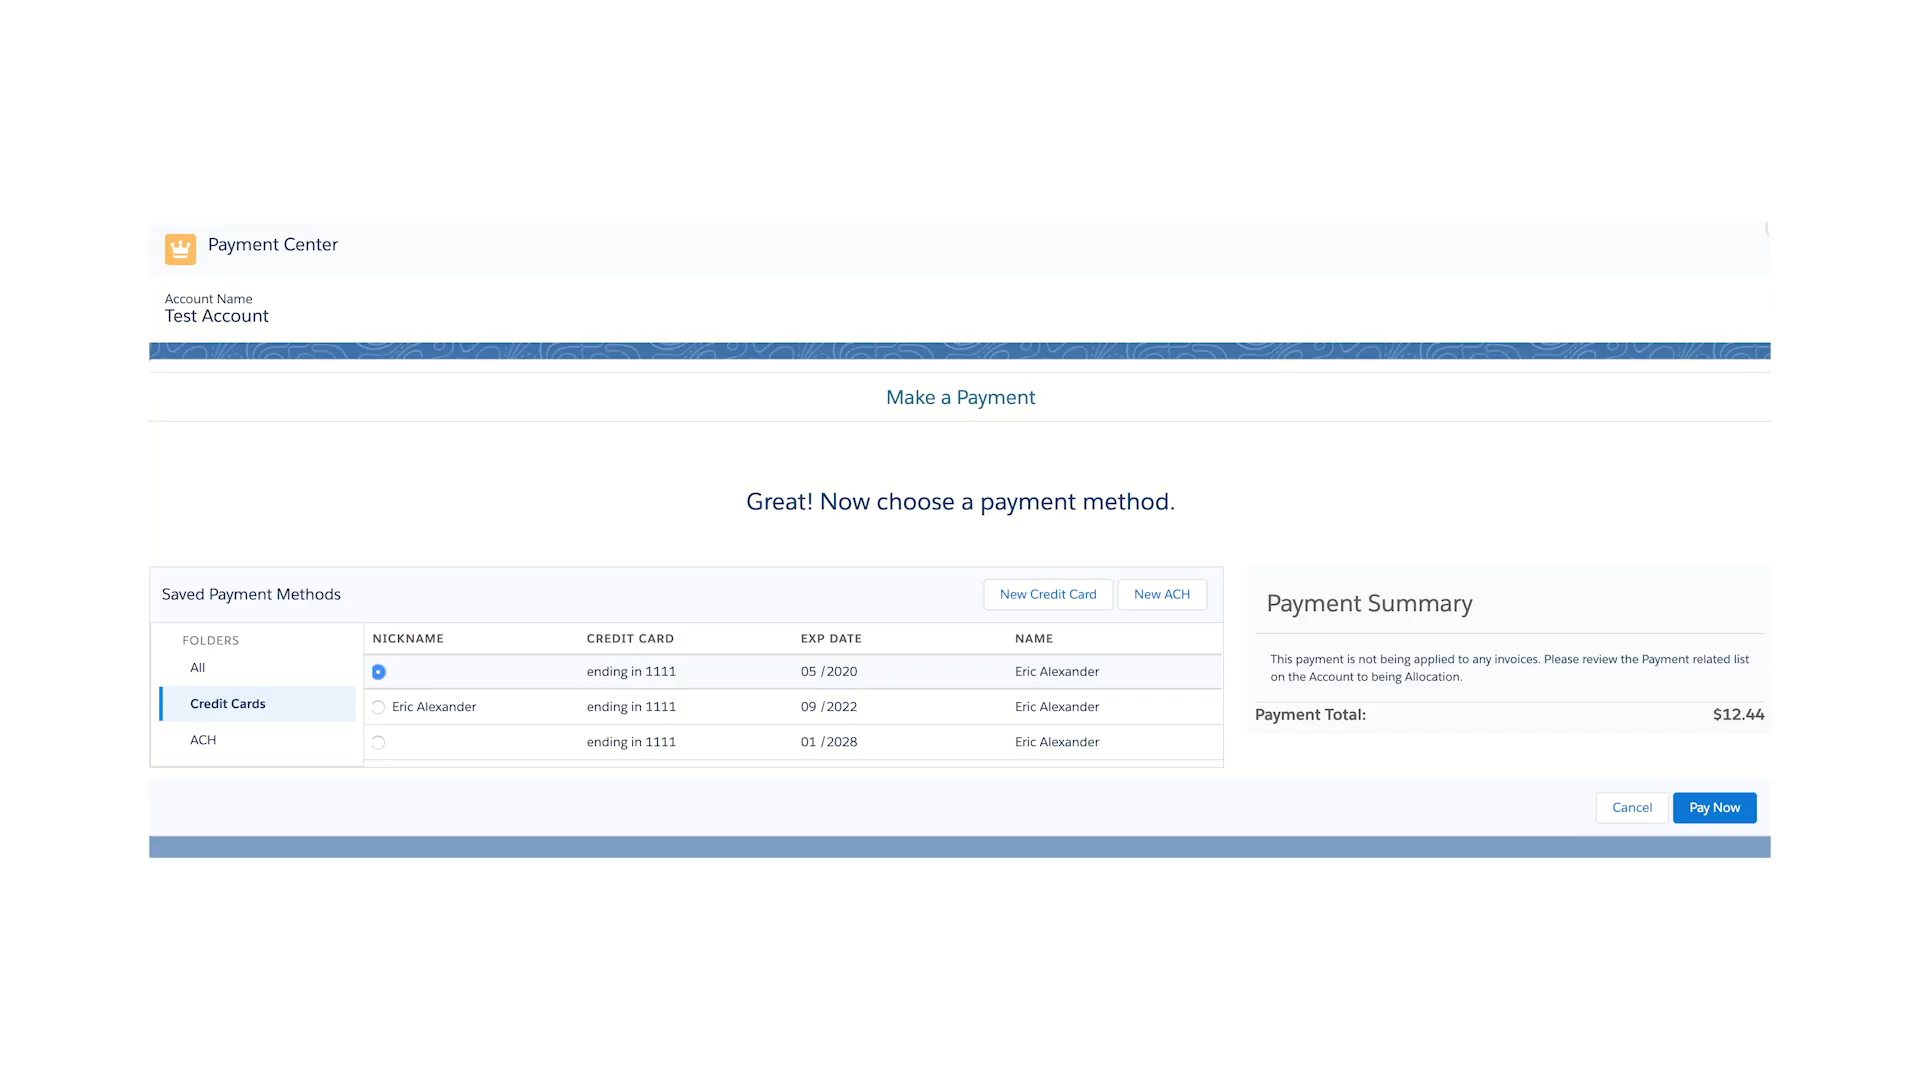 Payment Center
Account Name
Test Account
Make a Payment
Great! Now choose a payment method.
Saved Payment Methods
New Credit Card
New ACH
FOLDERS
All
Credit Cards
ACH
NICKNAME CREDIT CARD EXP DATE NAME
ending in 1111 05 /2020 Eric Alexander
Eric Alexander ending in 1111 09 /2022 Eric Alexander
ending in 1111 01 /2028 Eric Alexander
Payment Summary
This payment is not being applied to any invoices. Please review the Payment related list
on the Account to being Allocation.
Payment Total: $12.44
Cancel
Pay Now